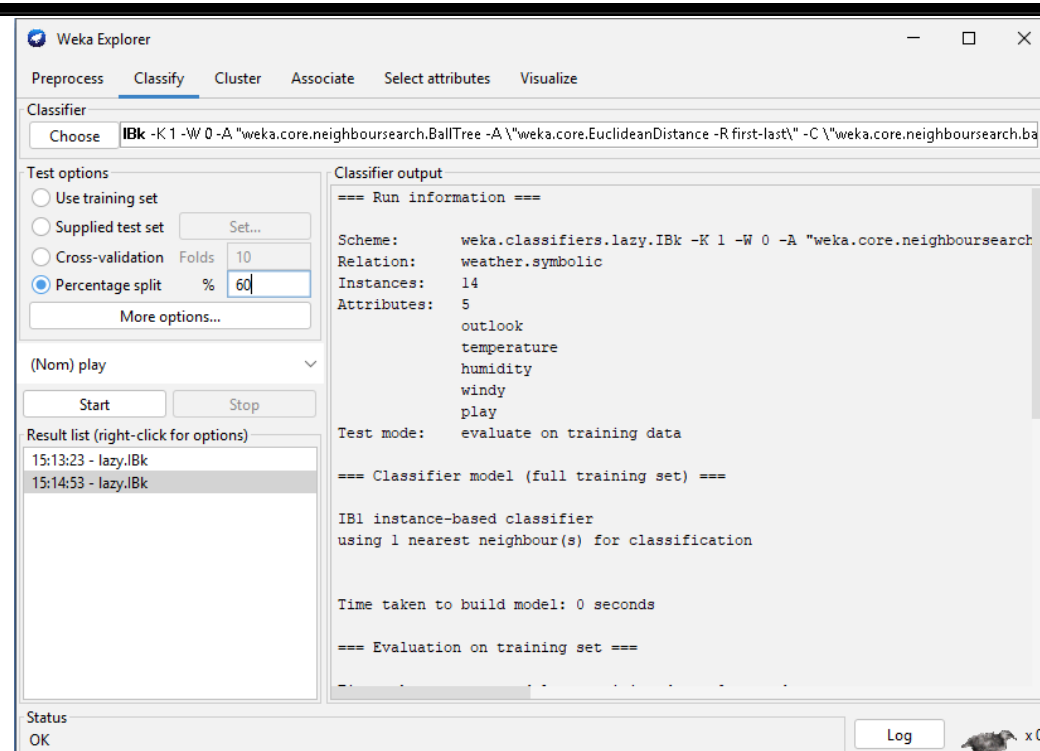 Weka Explorer
Preprocess Classify Cluster Associate Select attributes Visualize
Classifier
Choose IBk -K 1 -W 0 -A "weka.core.neighboursearch.BallTree -A \"weka.core.EuclideanDistance -R first-last\" -C \"weka.core.neighboursearch.ba
Test options
Use training set
Supplied test set Set...
Cross-validation Folds 10
Percentage split % 60
More options...
(Nom) play
Start Stop
Result list (right-click for options)
15:13:23 - lazy.IBk
15:14:53 - lazy.IBk
Classifier output
=== Run information ===
Scheme: weka.classifiers.lazy.IBk -K 1 -W 0 -A "weka.core.neighboursearch
Relation: weather.symbolic
Instances: 14
Attributes: 5
outlook
temperature
humidity
windy
play
Test mode: evaluate on training data
=== Classifier model (full training set) ===
IB1 instance-based classifier
using 1 nearest neighbour(s) for classification
Time taken to build model: 0 seconds
=== Evaluation on training set ===
Status
OK
Log
x 0